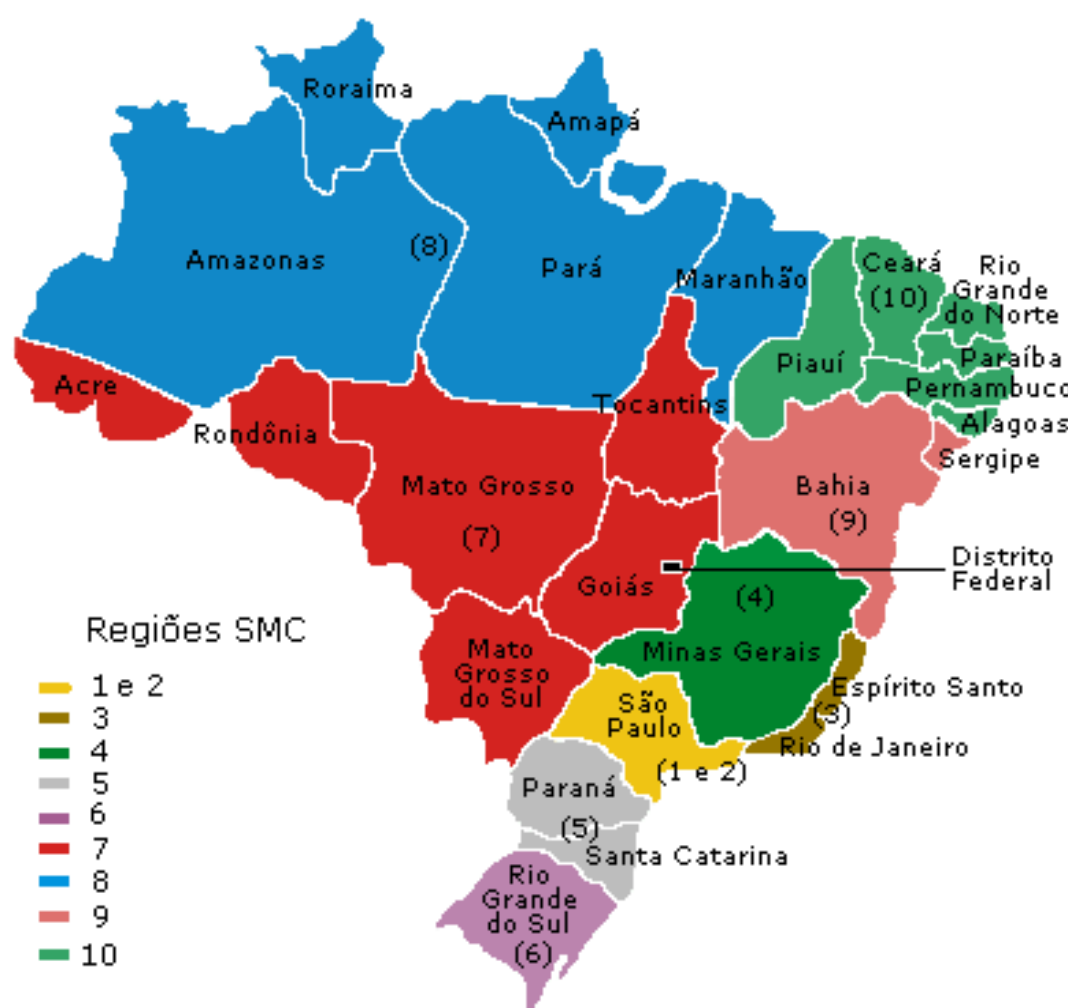 Roraima
Amapá
Amazonas
(8)
Pará
Maranhão
Ceará
(10)
Rio
Grande
do Norte
Piauí
Paraíba
Pernambuco
Alagoas
Sergipe
Acre
Rondônia
Tocantins
Mato Grosso
(7)
Bahia
(9)
Goiás
Distrito
Federal
(4)
Minas Gerais
Mato
Grosso
do Sul
São
Paulo
(1 e 2)
Espírito Santo
(3)
Rio de Janeiro
Paraná
(5)
Santa Catarina
Rio
Grande
do Sul
(6)
Regiões SMC
1 e 2
3
4
5
6
7
8
9
10